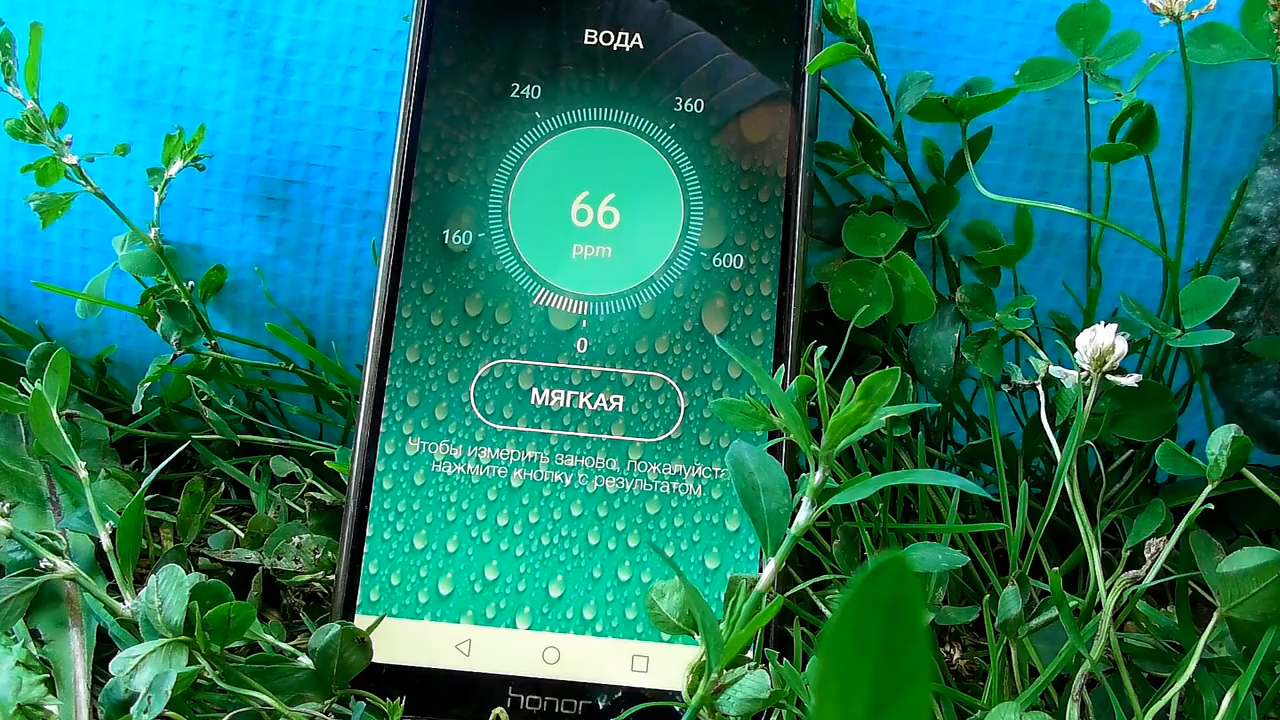 ВОДА
240
360
66
ppm
160
600
0
МЯГКАЯ
Чтобы измерить заново, пожалуйста
нажмите кнопку с результатом
honor